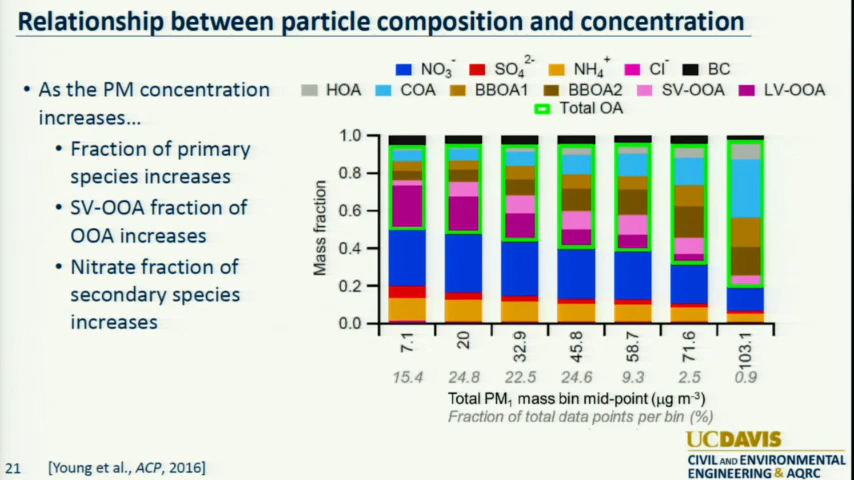 Relationship between particle composition and concentration
• As the PM concentration
increases…
• Fraction of primary
species increases
• SV-OOA fraction of
OOA increases
• Nitrate fraction of
secondary species
increases
NO₃⁻ SO₄²⁻ NH₄⁺ Cl⁻ BC
HOA COA BBOA1 BBOA2 SV-OOA LV-OOA
Total OA
Mass fraction
1.0
0.8
0.6
0.4
0.2
0.0
7.1 20 32.9 45.8 58.7 71.6 103.1
15.4 24.8 22.5 24.6 9.3 2.5 0.9
Total PM₁ mass bin mid-point (μg m⁻³)
Fraction of total data points per bin (%)
UCDAVIS
CIVIL AND ENVIRONMENTAL
ENGINEERING & AQRC
21 [Young et al., ACP, 2016]